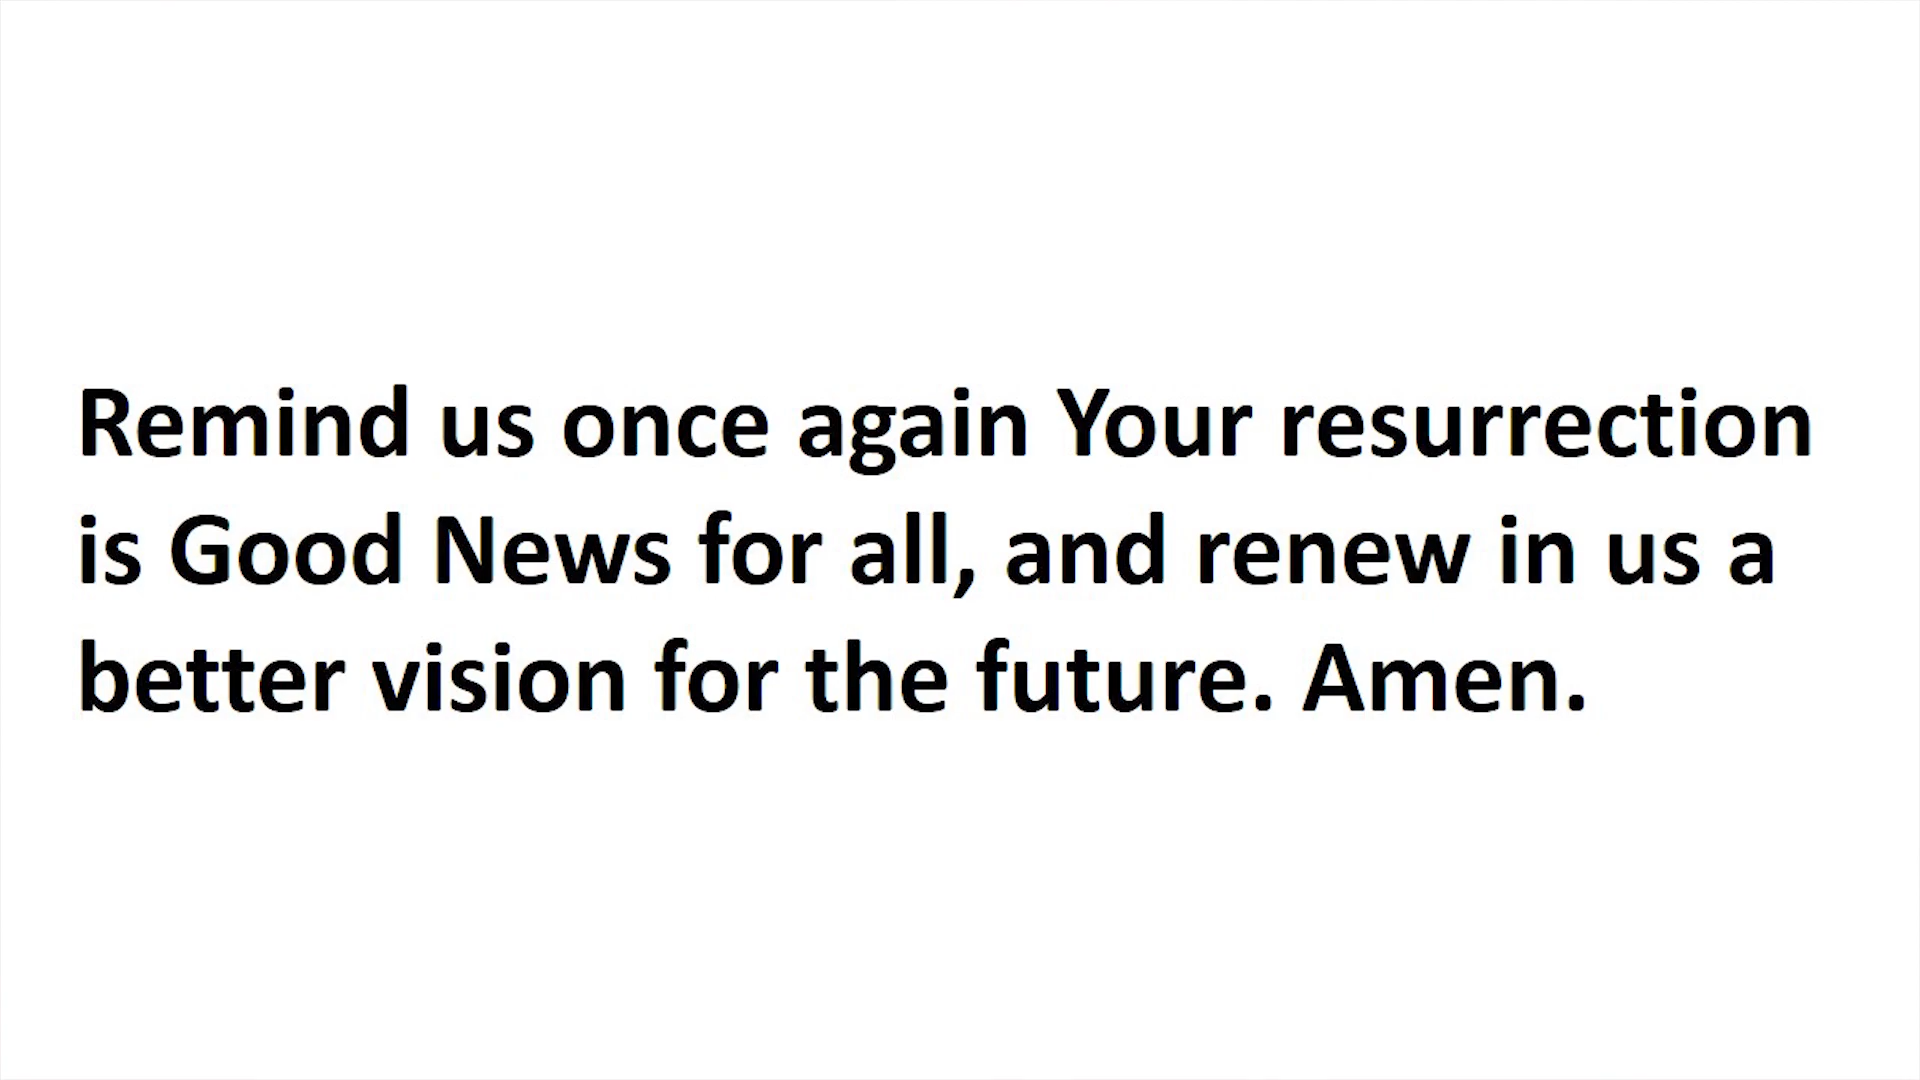 Remind us once again Your resurrection
is Good News for all, and renew in us a
better vision for the future. Amen.